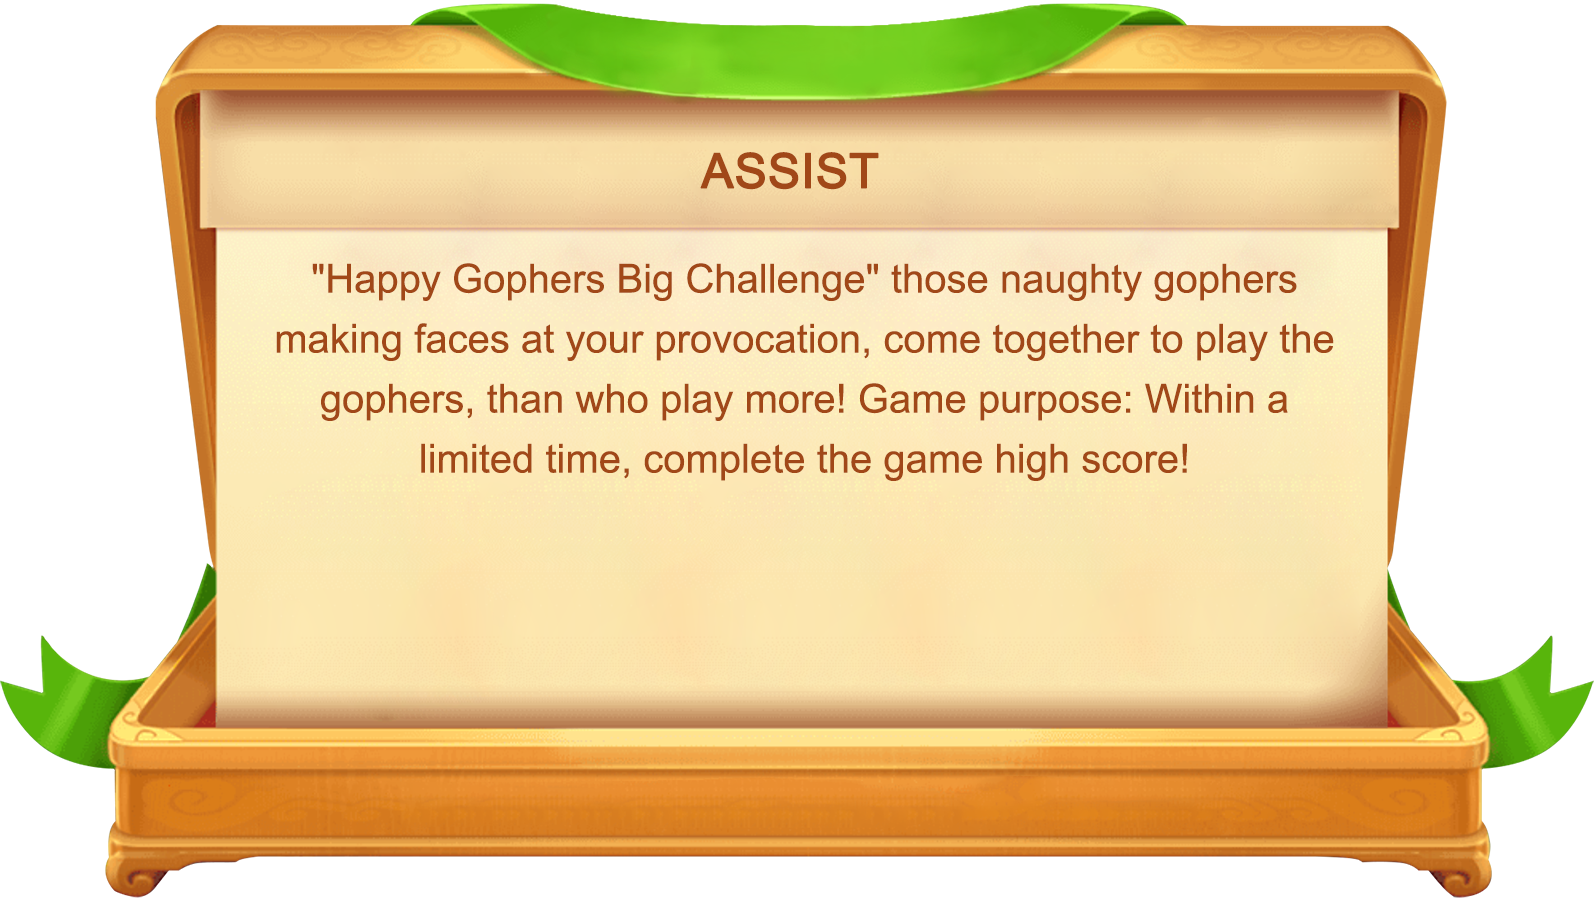 ASSIST
"Happy Gophers Big Challenge" those naughty gophers
making faces at your provocation, come together to play the
gophers, than who play more! Game purpose: Within a
limited time, complete the game high score!